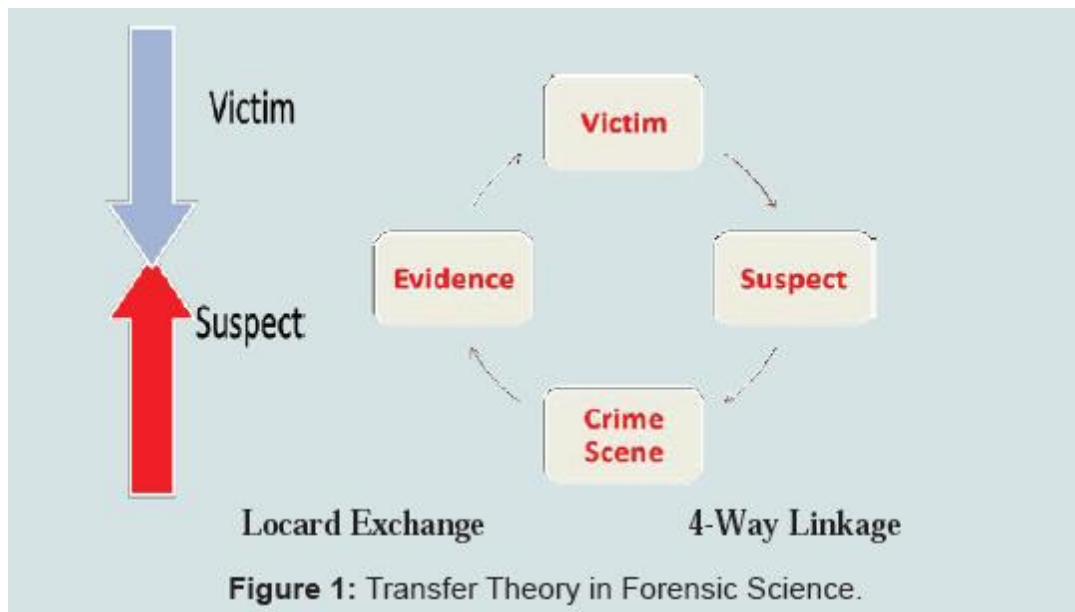 Victim
Suspect
Victim
Suspect
Crime
Scene
Evidence
Locard Exchange
4-Way Linkage
Figure 1: Transfer Theory in Forensic Science.